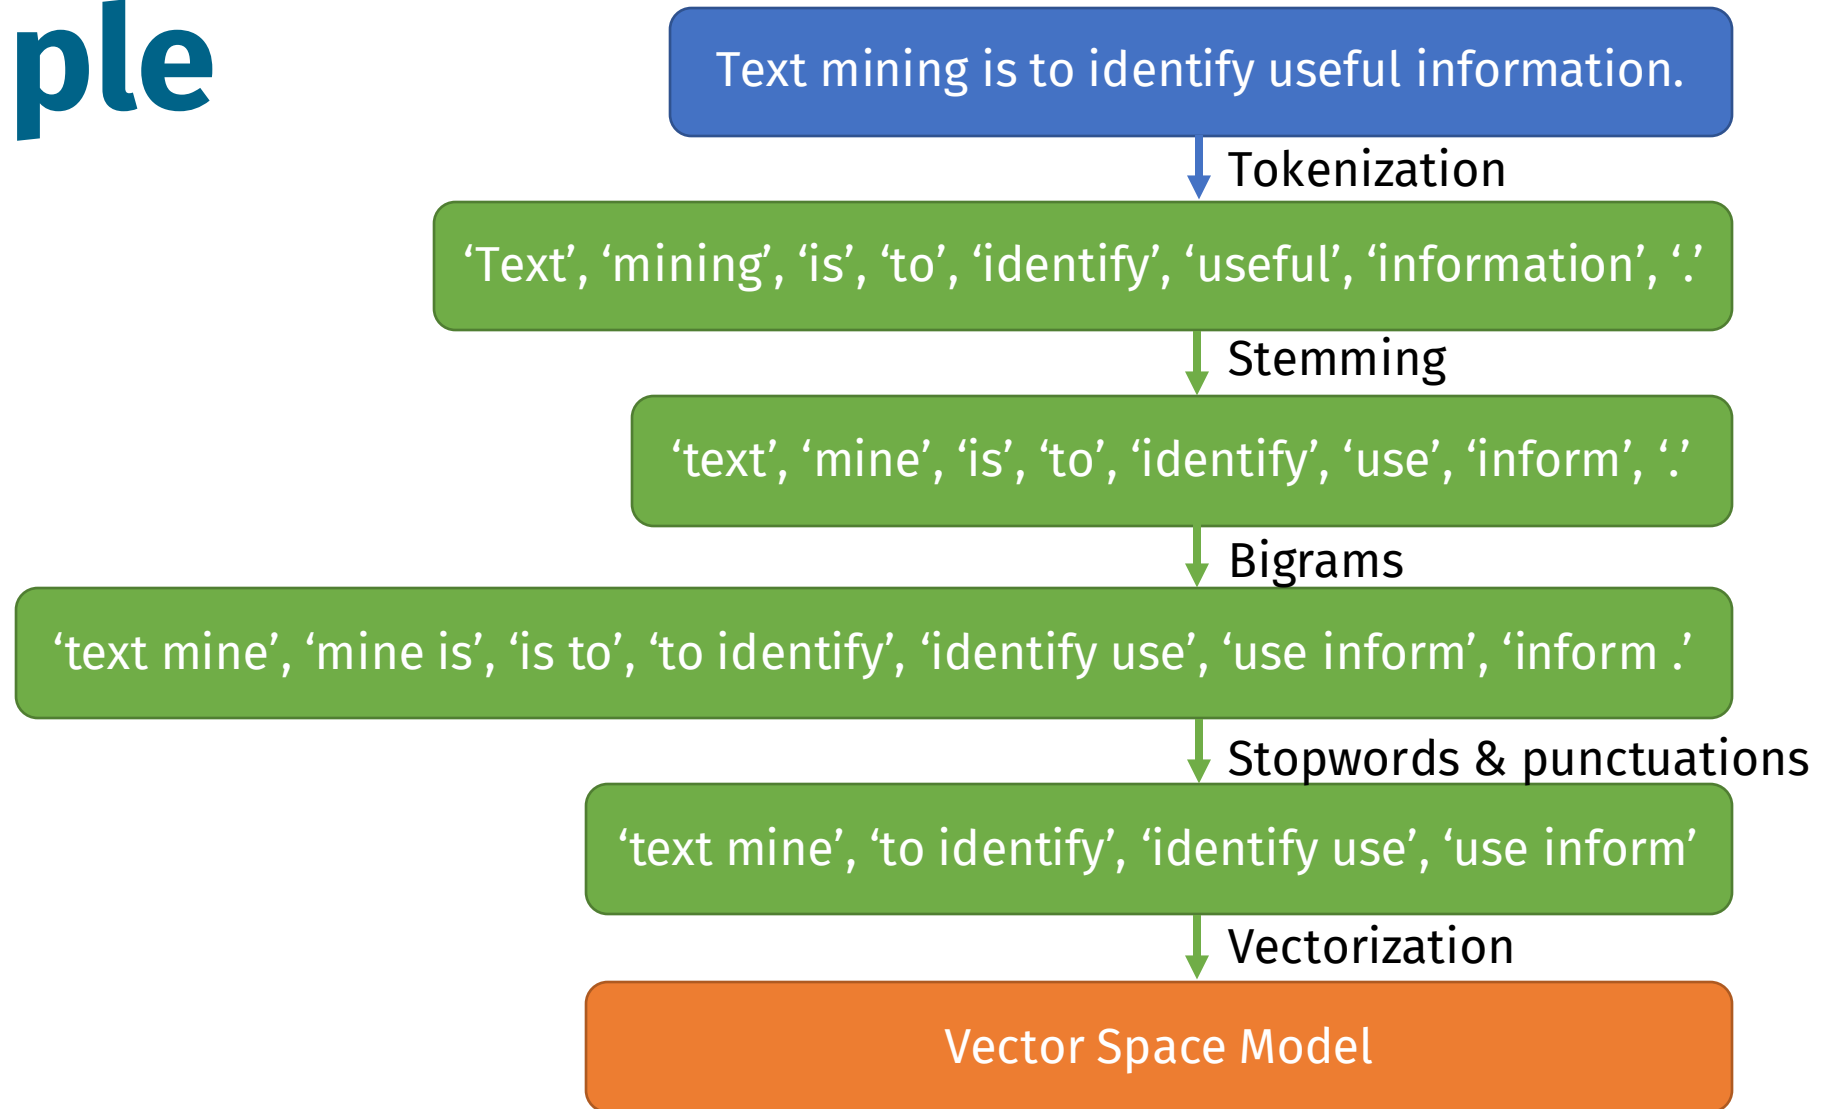 ple
Text mining is to identify useful information.
Tokenization
‘Text’, ‘mining’, ‘is’, ‘to’, ‘identify’, ‘useful’, ‘information’, ‘.’
Stemming
‘text’, ‘mine’, ‘is’, ‘to’, ‘identify’, ‘use’, ‘inform’, ‘.’
Bigrams
‘text mine’, ‘mine is’, ‘is to’, ‘to identify’, ‘identify use’, ‘use inform’, ‘inform .’
Stopwords & punctuations
‘text mine’, ‘to identify’, ‘identify use’, ‘use inform’
Vectorization
Vector Space Model